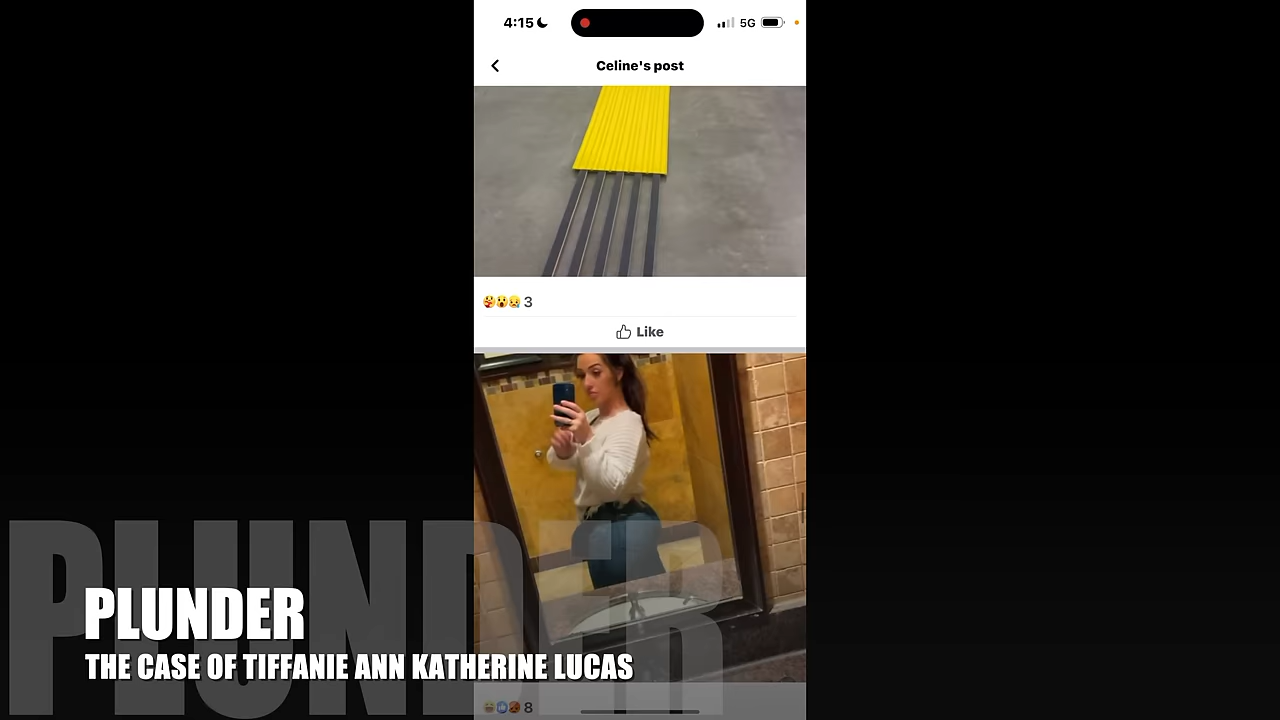 4:15
5G
Celine's post
3
Like
PLUNDER
PLUNDER
THE CASE OF TIFFANIE ANN KATHERINE LUCAS
8